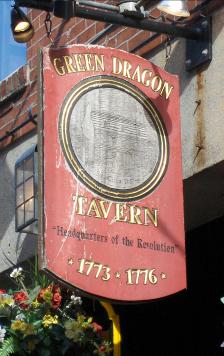 GREEN DRAGON
TAVERN
"Headquarters of the Revolution"
★ 1773 ★ 1776 ★